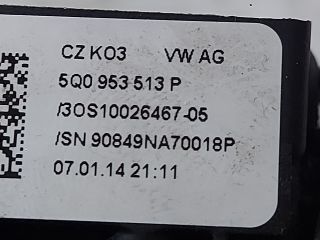 CZ KO3 VW AG
5Q0 953 513 P
/3OS10026467-05
/SN 90849NA70018P
07.01.14 21:11